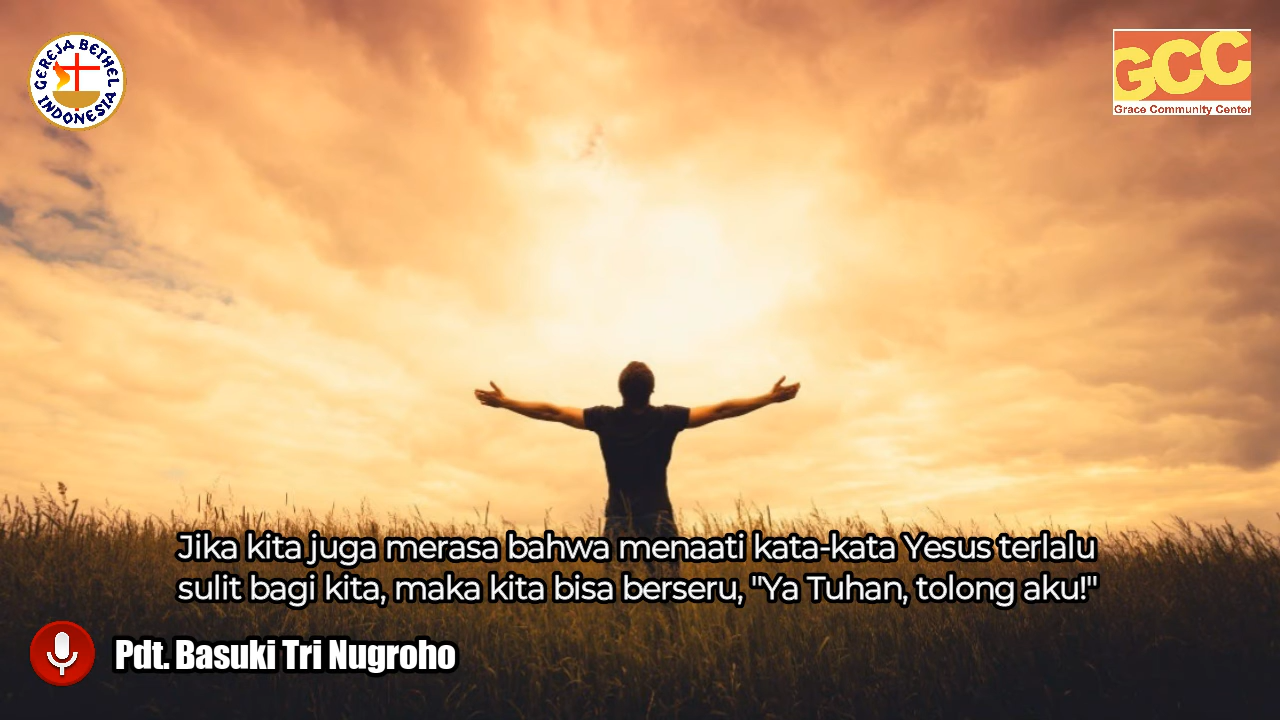 GEREJA BETHEL
INDONESIA
GCC
Grace Community Center
Jika kita juga merasa bahwa menaati kata-kata Yesus terlalu
sulit bagi kita, maka kita bisa berseru, "Ya Tuhan, tolong aku!"
Pdt. Basuki Tri Nugroho